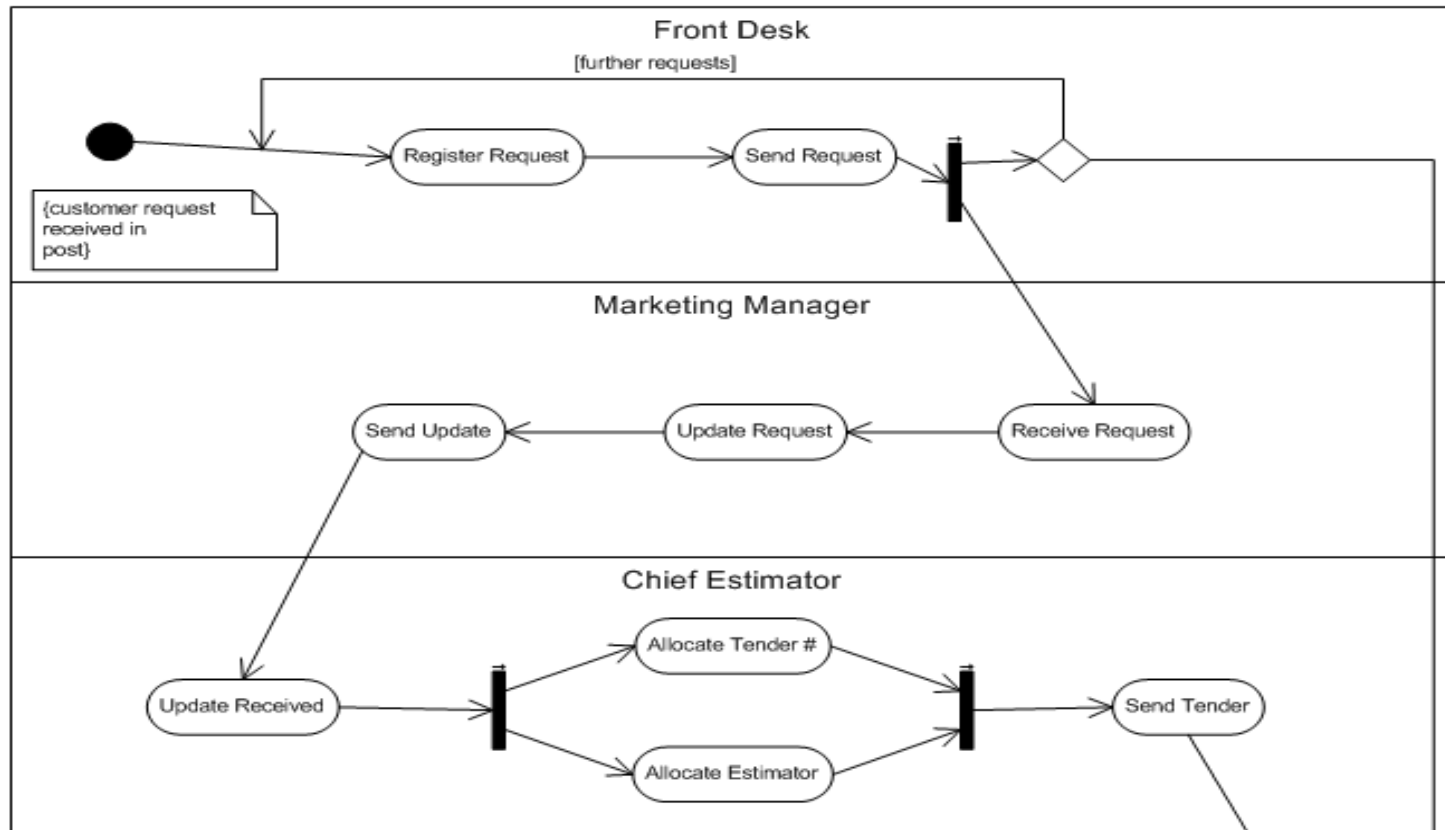 Front Desk
[further requests]
Register Request
Send Request
{customer request
received in
post}
Marketing Manager
Send Update
Update Request
Receive Request
Chief Estimator
Allocate Tender #
Update Received
Send Tender
Allocate Estimator